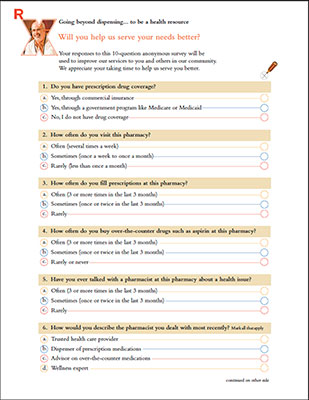 R
Going beyond dispensing... to be a health resource
Will you help us serve your needs better?
Your responses to this 10-question anonymous survey will be
used to improve our services to you and others in our community.
We appreciate your taking time to help us serve you better.
1. Do you have prescription drug coverage?
a. Yes, through commercial insurance
b. Yes, through a government program like Medicare or Medicaid
c. No, I do not have drug coverage
2. How often do you visit this pharmacy?
a. Often (several times a week)
b. Sometimes (once a week to once a month)
c. Rarely (less than once a month)
3. How often do you fill prescriptions at this pharmacy?
a. Often (3 or more times in the last 3 months)
b. Sometimes (once or twice in the last 3 months)
c. Rarely
4. How often do you buy over-the-counter drugs such as aspirin at this pharmacy?
a. Often (3 or more times in the last 3 months)
b. Sometimes (once or twice in the last 3 months)
c. Rarely or never
5. Have you ever talked with a pharmacist at this pharmacy about a health issue?
a. Often (3 or more times in the last 3 months)
b. Sometimes (once or twice in the last 3 months)
c. Rarely
6. How would you describe the pharmacist you dealt with most recently? Mark all that apply
a. Trusted health care provider
b. Dispenser of prescription medications
c. Advisor on over-the-counter medications
d. Wellness expert
continued on other side